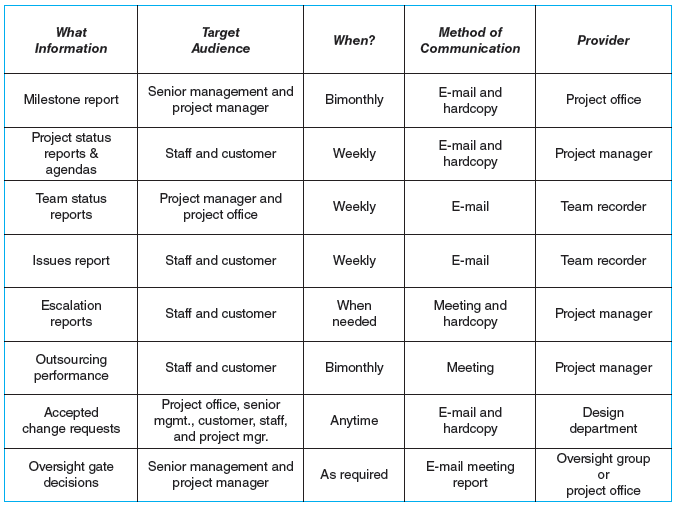 What
Information
Target
Audience
When?
Method of
Communication
Provider
Milestone report
Senior management and
project manager
Bimonthly
E-mail and
hardcopy
Project office
Project status
reports &
agendas
Staff and customer
Weekly
E-mail and
hardcopy
Project manager
Team status
reports
Project manager and
project office
Weekly
E-mail
Team recorder
Issues report
Staff and customer
Weekly
E-mail
Team recorder
Escalation
reports
Staff and customer
When
needed
Meeting and
hardcopy
Project manager
Outsourcing
performance
Staff and customer
Bimonthly
Meeting
Project manager
Accepted
change requests
Project office, senior
mgmt., customer, staff,
and project mgr.
Anytime
E-mail and
hardcopy
Design
department
Oversight gate
decisions
Senior management and
project manager
As required
E-mail meeting
report
Oversight group
or
project office